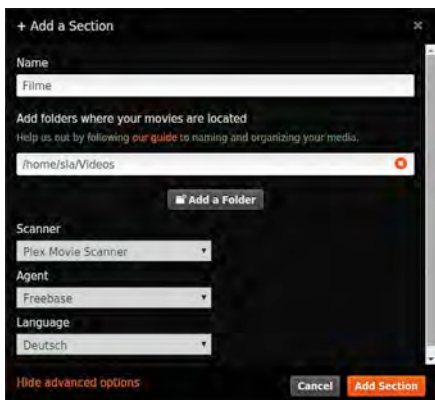 + Add a Section
Name
Filme
Add folders where your movies are located
Help us out by following our guide to naming and organizing your media.
/home/sla/Videos
Add a Folder
Scanner
Plex Movie Scanner
Agent
Freebase
Language
Deutsch
Hide advanced options
Cancel
Add Section